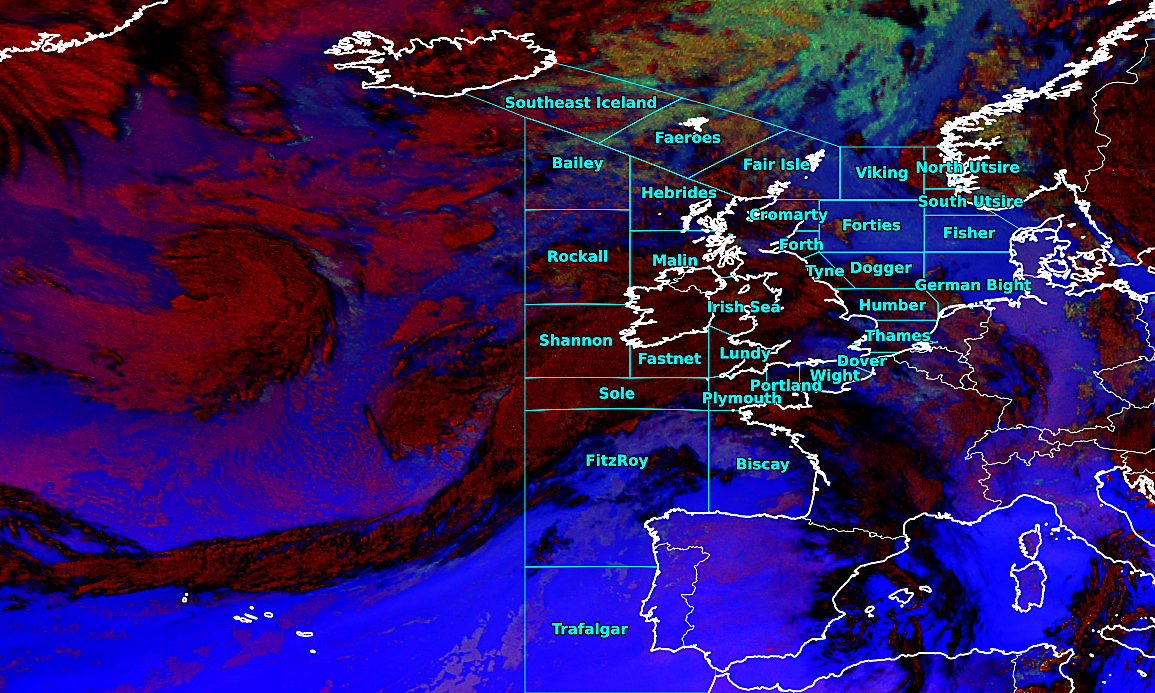 Southeast Iceland
Faeroes
Bailey
Fair Isle
Viking
North Utsire
Hebrides
South Utsire
Cromarty
Forties
Fisher
Forth
Rockall
Malin
Tyne
Dogger
German Bight
Irish Sea
Humber
Shannon
Thames
Fastnet
Lundy
Dover
Wight
Portland
Sole
Plymouth
FitzRoy
Biscay
Trafalgar